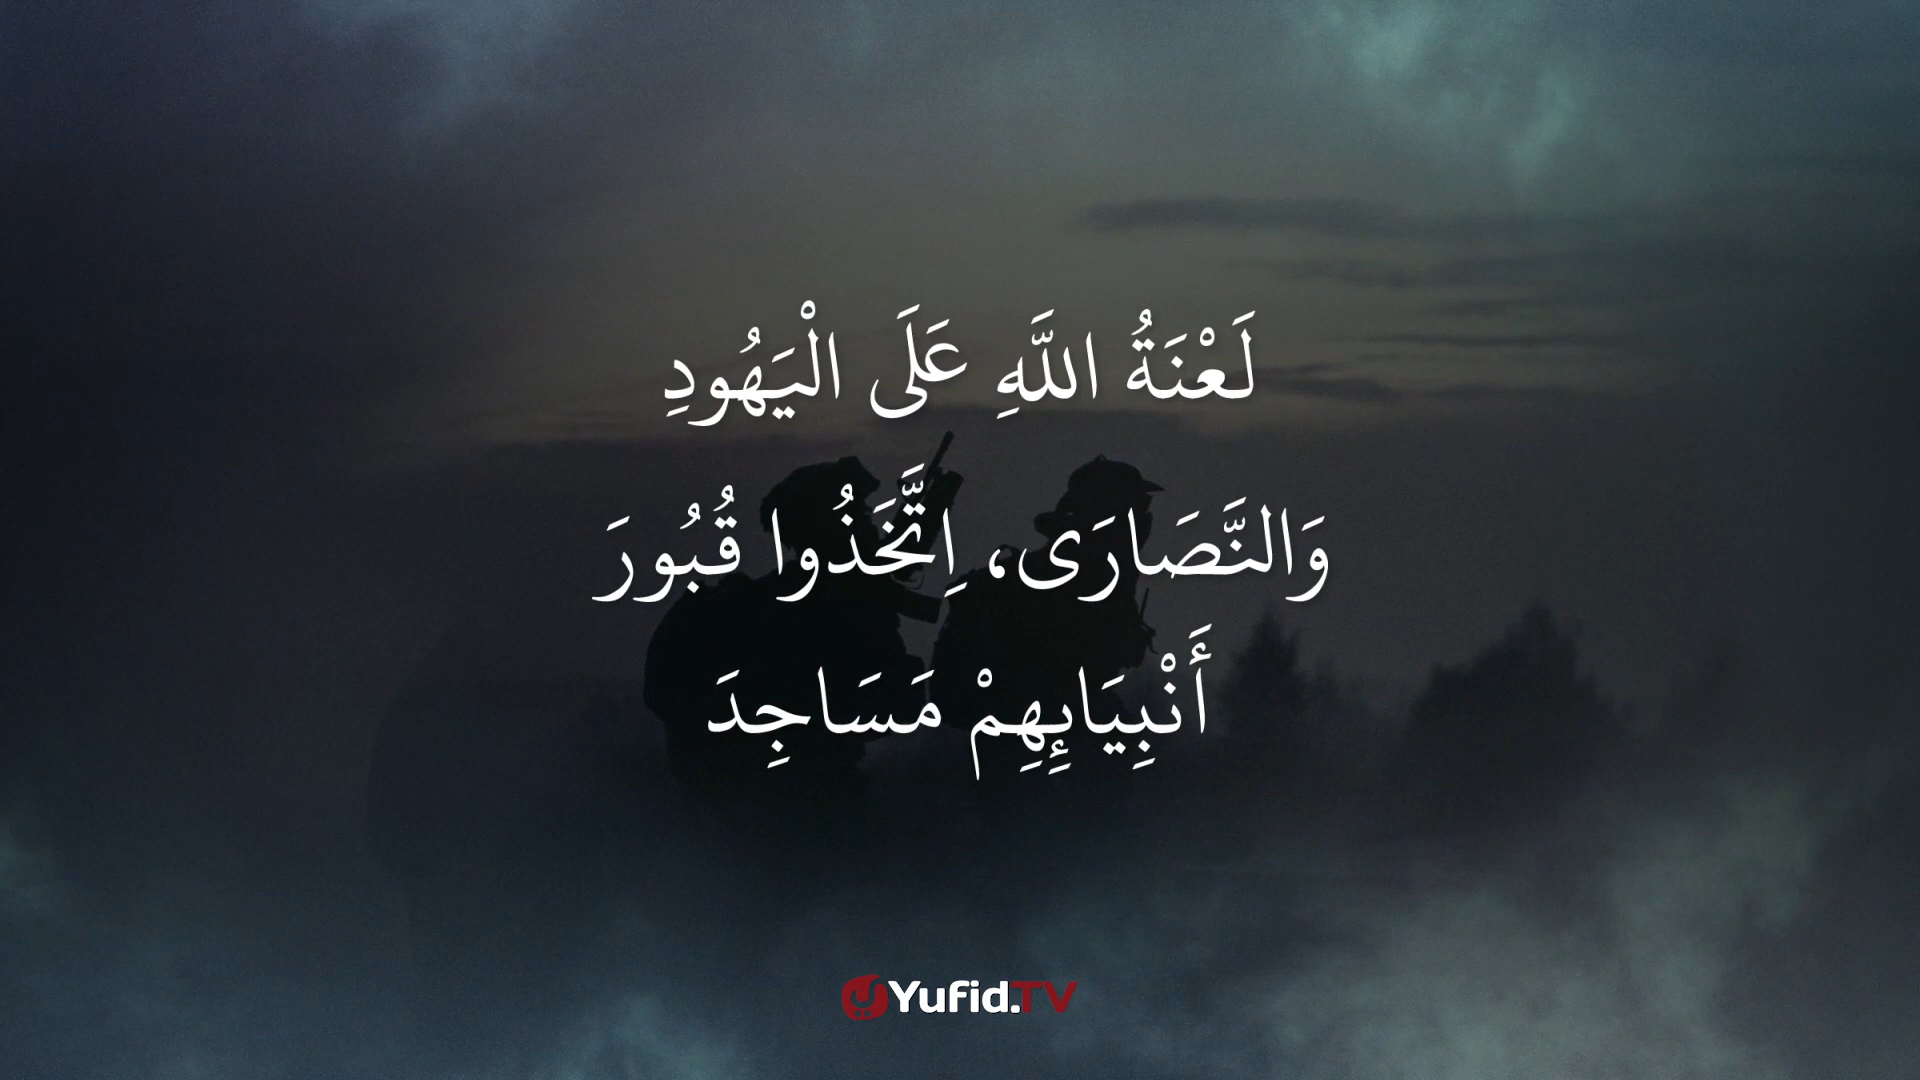 لَعْنَةُ اللَّهِ عَلَى الْيَهُودِ
وَالنَّصَارَى، اِتَّخَذُوا قُبُورَ
أَنْبِيَائِهِمْ مَسَاجِدَ
Yufid.TV